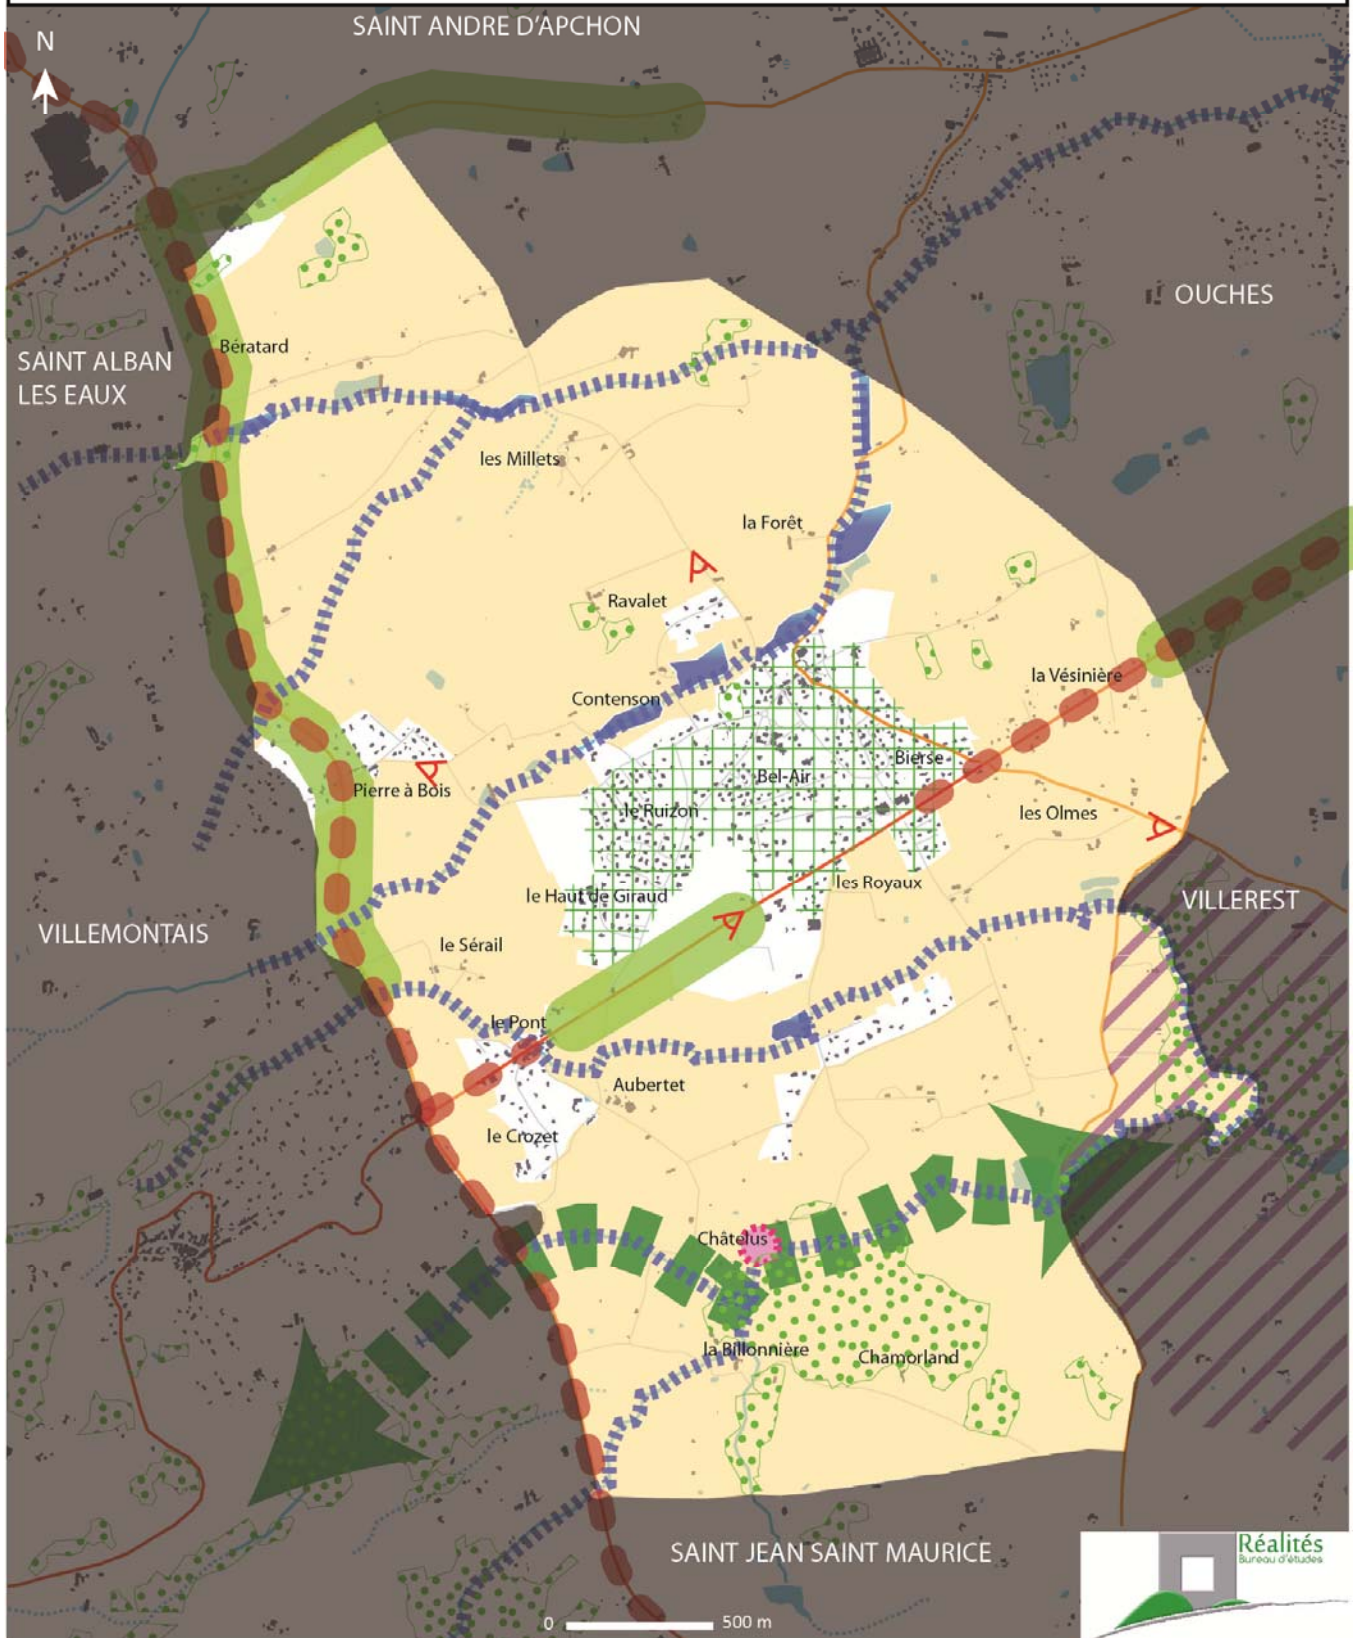 SAINT ANDRE D'APCHON
N
OUCHES
SAINT ALBAN
LES EAUX
Bératard
les Millets
la Forêt
Ravalet
la Vésinière
Contenson
Bierse
Bel-Air
Pierre à Bois
le Ruizon
les Olmes
les Royaux
le Haut de Giraud
VILLEREST
VILLEMONTAIS
le Sérail
le Pont
Aubertet
le Crozet
Châtelus
la Billonnière
Chamorland
SAINT JEAN SAINT MAURICE
Réalités
Bureau d'études
0 500 m